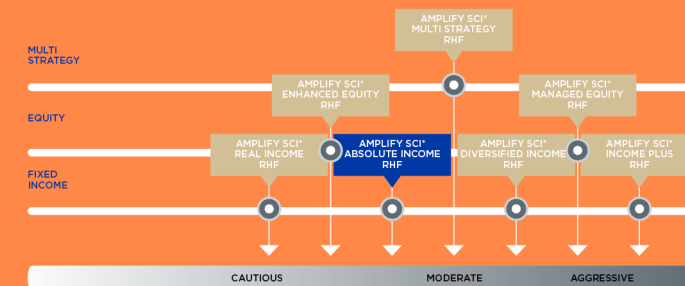 AMPLIFY SCI*
MULTI STRATEGY
RHF
MULTI
STRATEGY
AMPLIFY SCI*
ENHANCED EQUITY
RHF
AMPLIFY SCI*
MANAGED EQUITY
RHF
EQUITY
AMPLIFY SCI*
REAL INCOME
RHF
AMPLIFY SCI*
ABSOLUTE INCOME
RHF
AMPLIFY SCI*
DIVERSIFIED INCOME
RHF
AMPLIFY SCI*
INCOME PLUS
RHF
FIXED
INCOME
CAUTIOUS
MODERATE
AGGRESSIVE